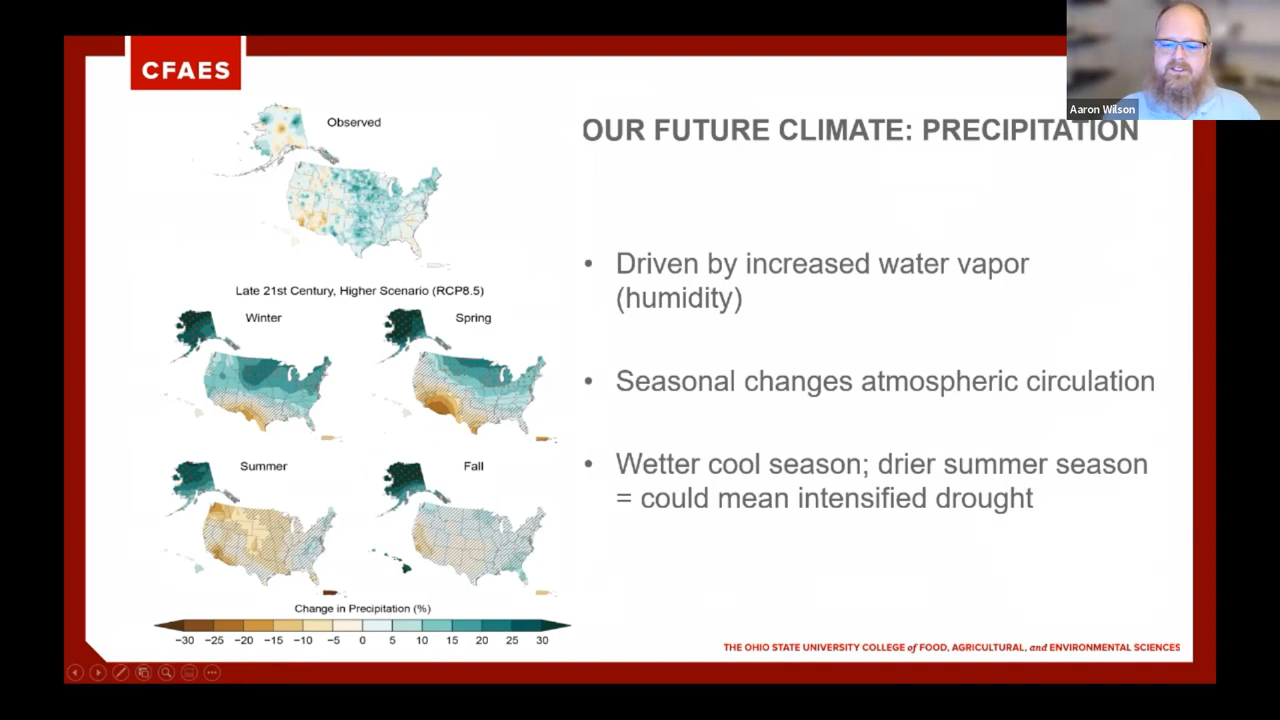 CFAES
Aaron Wilson
OUR FUTURE CLIMATE: PRECIPITATION
Observed
Late 21st Century, Higher Scenario (RCP8.5)
Winter
Spring
Summer
Fall
Change in Precipitation (%)
−30 −25 −20 −15 −10 −5 0 5 10 15 20 25 30
• Driven by increased water vapor
(humidity)
• Seasonal changes atmospheric circulation
• Wetter cool season; drier summer season
= could mean intensified drought
THE OHIO STATE UNIVERSITY COLLEGE of FOOD, AGRICULTURAL, and ENVIRONMENTAL SCIENCES